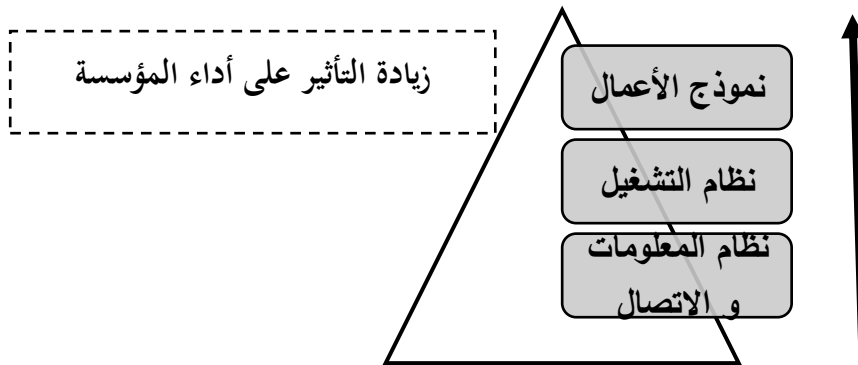 زيادة التأثير على أداء المؤسسة
نموذج الأعمال
نظام التشغيل
نظام المعلومات
و الاتصال